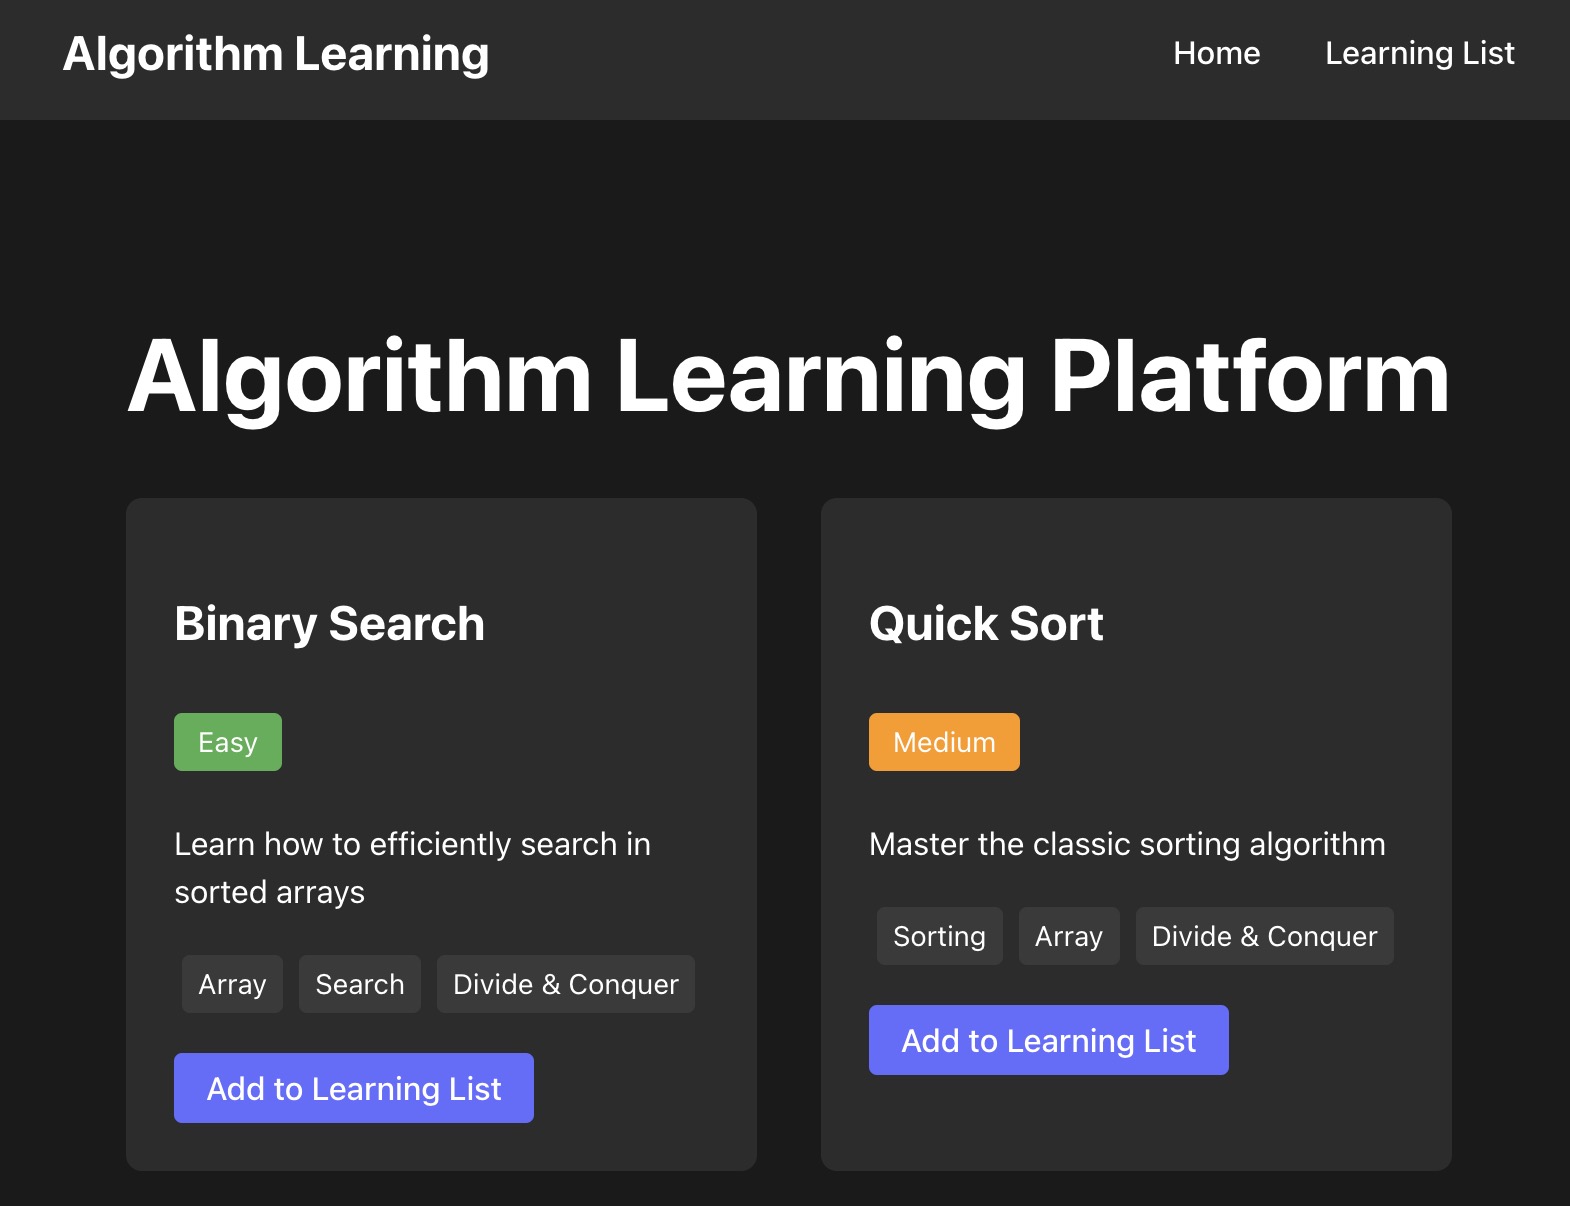 Algorithm Learning
Home
Learning List
Algorithm Learning Platform
Binary Search
Easy
Learn how to efficiently search in
sorted arrays
Array Search Divide & Conquer
Add to Learning List
Quick Sort
Medium
Master the classic sorting algorithm
Sorting Array Divide & Conquer
Add to Learning List